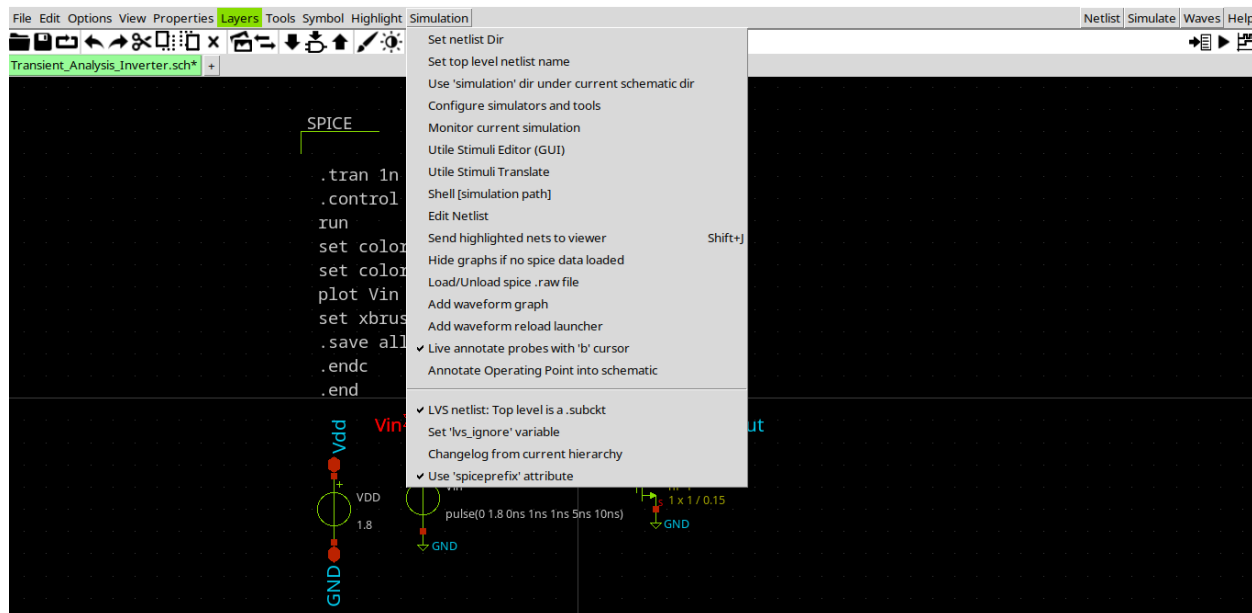 File Edit Options View Properties Layers Tools Symbol Highlight Simulation Netlist Simulate Waves Help
Transient_Analysis_Inverter.sch* +
Set netlist Dir
Set top level netlist name
Use 'simulation' dir under current schematic dir
Configure simulators and tools
Monitor current simulation
Utile Stimuli Editor (GUI)
Utile Stimuli Translate
Shell [simulation path]
Edit Netlist
Send highlighted nets to viewer Shift+J
Hide graphs if no spice data loaded
Load/Unload spice .raw file
Add waveform graph
Add waveform reload launcher
Live annotate probes with 'b' cursor
Annotate Operating Point into schematic
LVS netlist: Top level is a .subckt
Set 'lvs_ignore' variable
Changelog from current hierarchy
Use 'spiceprefix' attribute
SPICE
.tran 1n
.control
run
set color
set color
plot Vin
set xbrus
.save all
.endc
.end
Vdd
Vin
ut
VDD
1.8
GND
pulse(0 1.8 0ns 1ns 1ns 5ns 10ns)
GND
1 x 1 / 0.15
S
GND